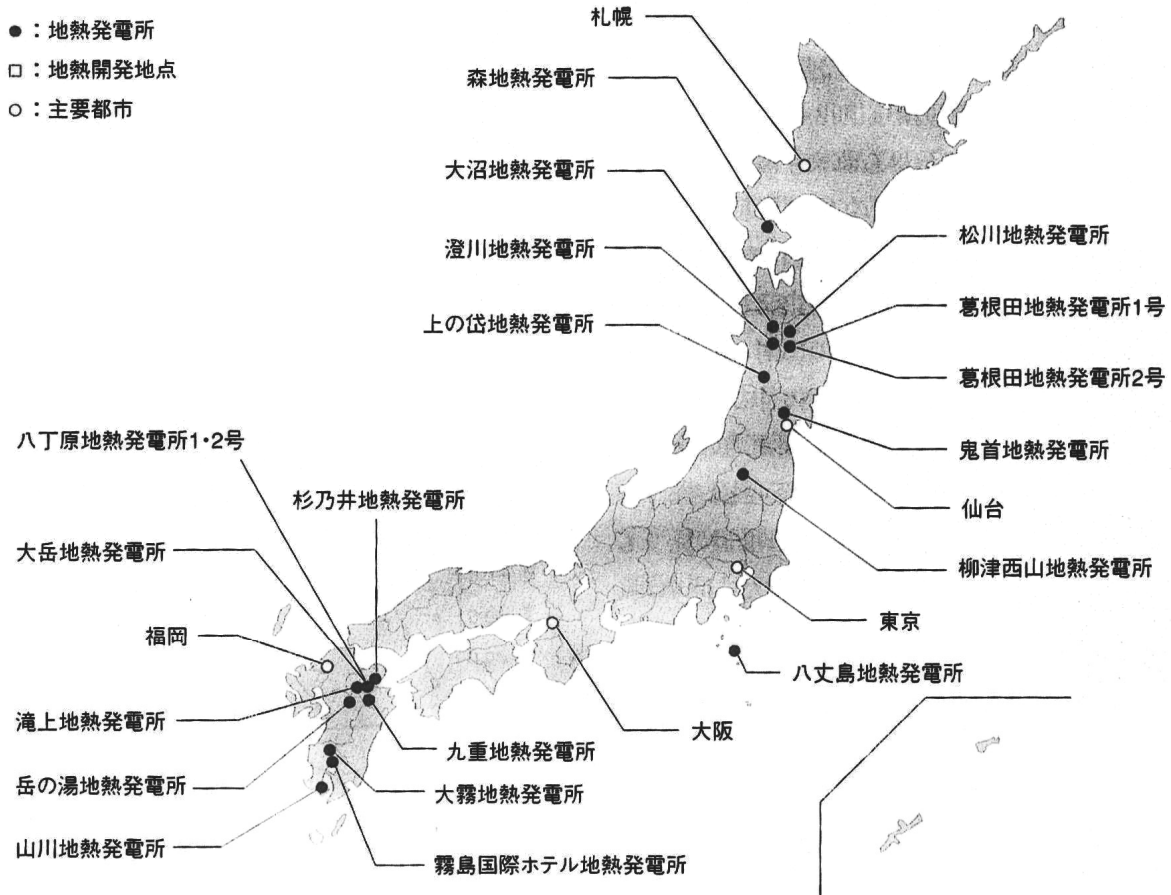 ●：地熱発電所
□：地熱開発地点
○：主要都市
札幌
森地熱発電所
大沼地熱発電所
澄川地熱発電所
上の岱地熱発電所
松川地熱発電所
葛根田地熱発電所1号
葛根田地熱発電所2号
鬼首地熱発電所
仙台
柳津西山地熱発電所
東京
八丈島地熱発電所
大阪
八丁原地熱発電所1・2号
杉乃井地熱発電所
大岳地熱発電所
福岡
滝上地熱発電所
九重地熱発電所
岳の湯地熱発電所
大霧地熱発電所
山川地熱発電所
霧島国際ホテル地熱発電所